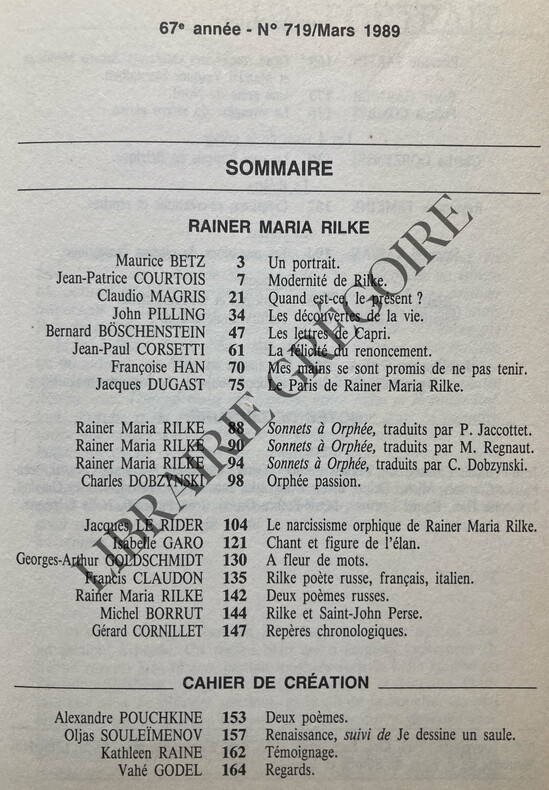 67e année - N° 719/Mars 1989
SOMMAIRE
RAINER MARIA RILKE
Maurice BETZ 3 Un portrait.
Jean-Patrice COURTOIS 7 Modernité de Rilke.
Claudio MAGRIS 21 Quand est-ce, le présent ?
John PILLING 34 Les découvertes de la vie.
Bernard BÖSCHENSTEIN 47 Les lettres de Capri.
Jean-Paul CORSETTI 61 La félicité du renoncement.
Françoise HAN 70 Mes mains se sont promis de ne pas tenir.
Jacques DUGAST 75 Le Paris de Rainer Maria Rilke.
Rainer Maria RILKE 88 Sonnets à Orphée, traduits par P. Jaccottet.
Rainer Maria RILKE 90 Sonnets à Orphée, traduits par M. Regnaut.
Rainer Maria RILKE 94 Sonnets à Orphée, traduits par C. Dobzynski.
Charles DOBZYNSKI 98 Orphée passion.
Jacques LE RIDER 104 Le narcissisme orphique de Rainer Maria Rilke.
Isabelle GARO 121 Chant et figure de l'élan.
Georges-Arthur GOLDSCHMIDT 130 A fleur de mots.
Francis CLAUDON 135 Rilke poète russe, français, italien.
Rainer Maria RILKE 142 Deux poèmes russes.
Michel BORRUT 144 Rilke et Saint-John Perse.
Gérard CORNILLET 147 Repères chronologiques.
CAHIER DE CRÉATION
Alexandre POUCHKINE 153 Deux poèmes.
Oljas SOULEÏMENOV 157 Renaissance, suivi de Je dessine un saule.
Kathleen RAINE 162 Témoignage.
Vahé GODEL 164 Regards.
LIBRAIRIE GRÉGOIRE